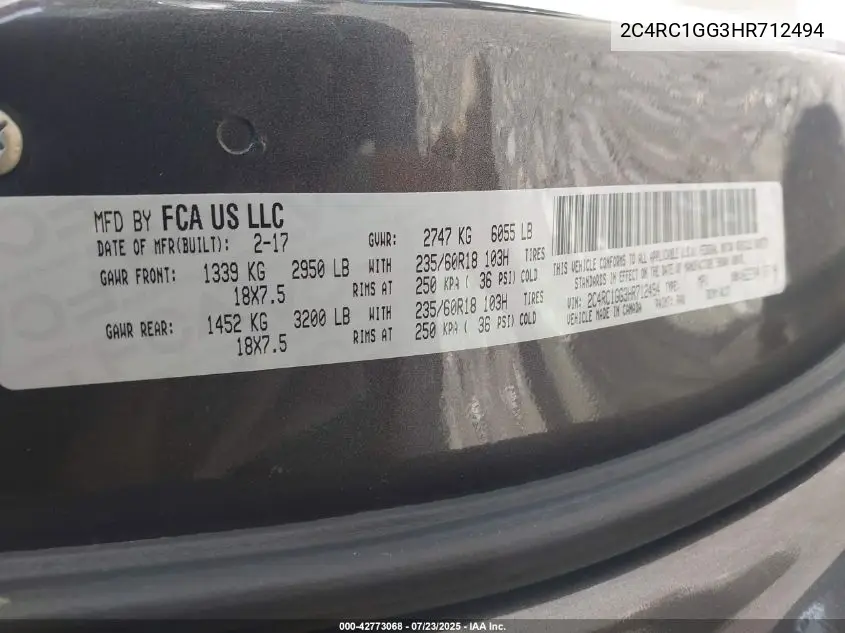 2C4RC1GG3HR712494
MFD BY FCA US LLC
DATE OF MFR(BUILT): 2-17 GVWR: 2747 KG 6055 LB
GAWR FRONT: 1339 KG 2950 LB WITH 235/60R18 103H TIRES
18X7.5 RIMS AT 250 KPA ( 36 PSI) COLD
GAWR REAR: 1452 KG 3200 LB WITH 235/60R18 103H TIRES
18X7.5 RIMS AT 250 KPA ( 36 PSI) COLD
THIS VEHICLE CONFORMS TO ALL APPLICABLE U.S.A. FEDERAL MOTOR VEHICLE SAFETY
STANDARDS IN EFFECT ON THE DATE OF MANUFACTURE SHOWN ABOVE.
VIN: 2C4RC1GG3HR712494 TYPE: MPV
VEHICLE MADE IN CANADA PAINT:
000-42773068 - 07/23/2025 - IAA Inc.